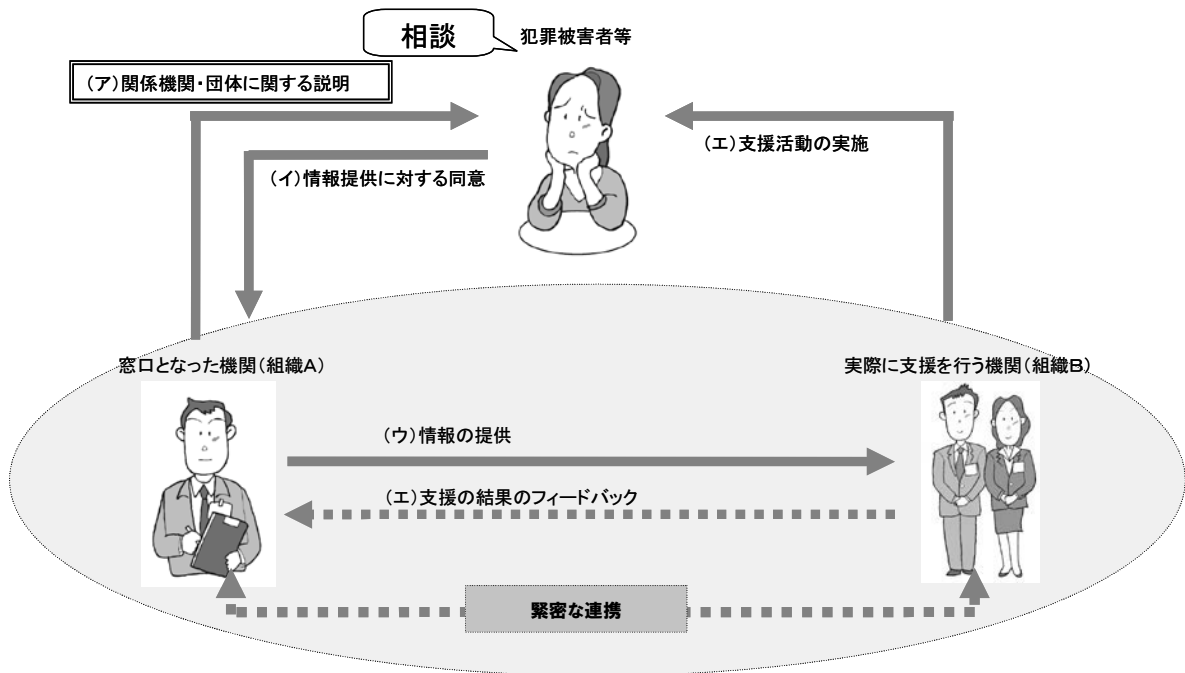 相談
犯罪被害者等
（ア）関係機関・団体に関する説明
（エ）支援活動の実施
（イ）情報提供に対する同意
窓口となった機関（組織Ａ）
実際に支援を行う機関（組織Ｂ）
（ウ）情報の提供
（エ）支援の結果のフィードバック
緊密な連携